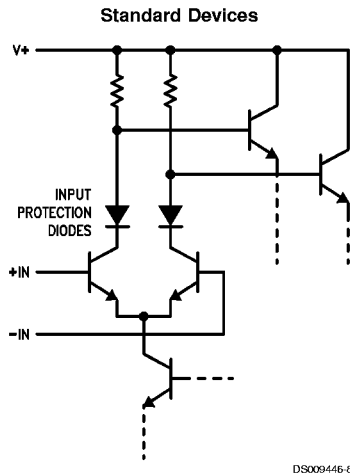 Standard Devices
V+
INPUT
PROTECTION
DIODES
+IN
−IN
DS009446-8